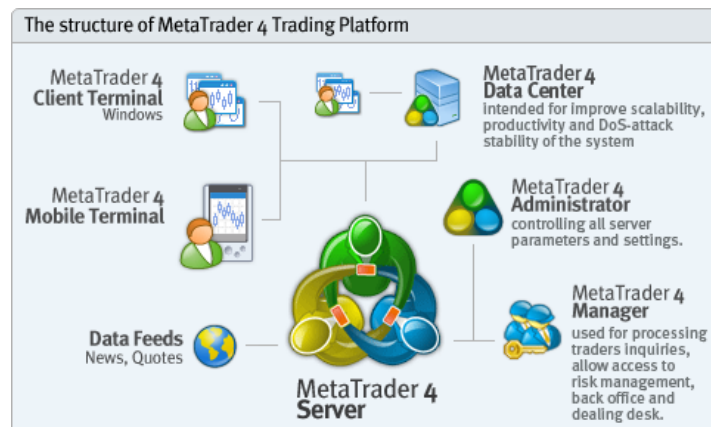 The structure of MetaTrader 4 Trading Platform
MetaTrader 4
Client Terminal
Windows
MetaTrader 4
Data Center
intended for improve scalability,
productivity and DoS-attack
stability of the system
MetaTrader 4
Mobile Terminal
MetaTrader 4
Administrator
controlling all server
parameters and settings.
Data Feeds
News, Quotes
MetaTrader 4
Server
MetaTrader 4
Manager
used for processing
traders inquiries,
allow access to
risk management,
back office and
dealing desk.